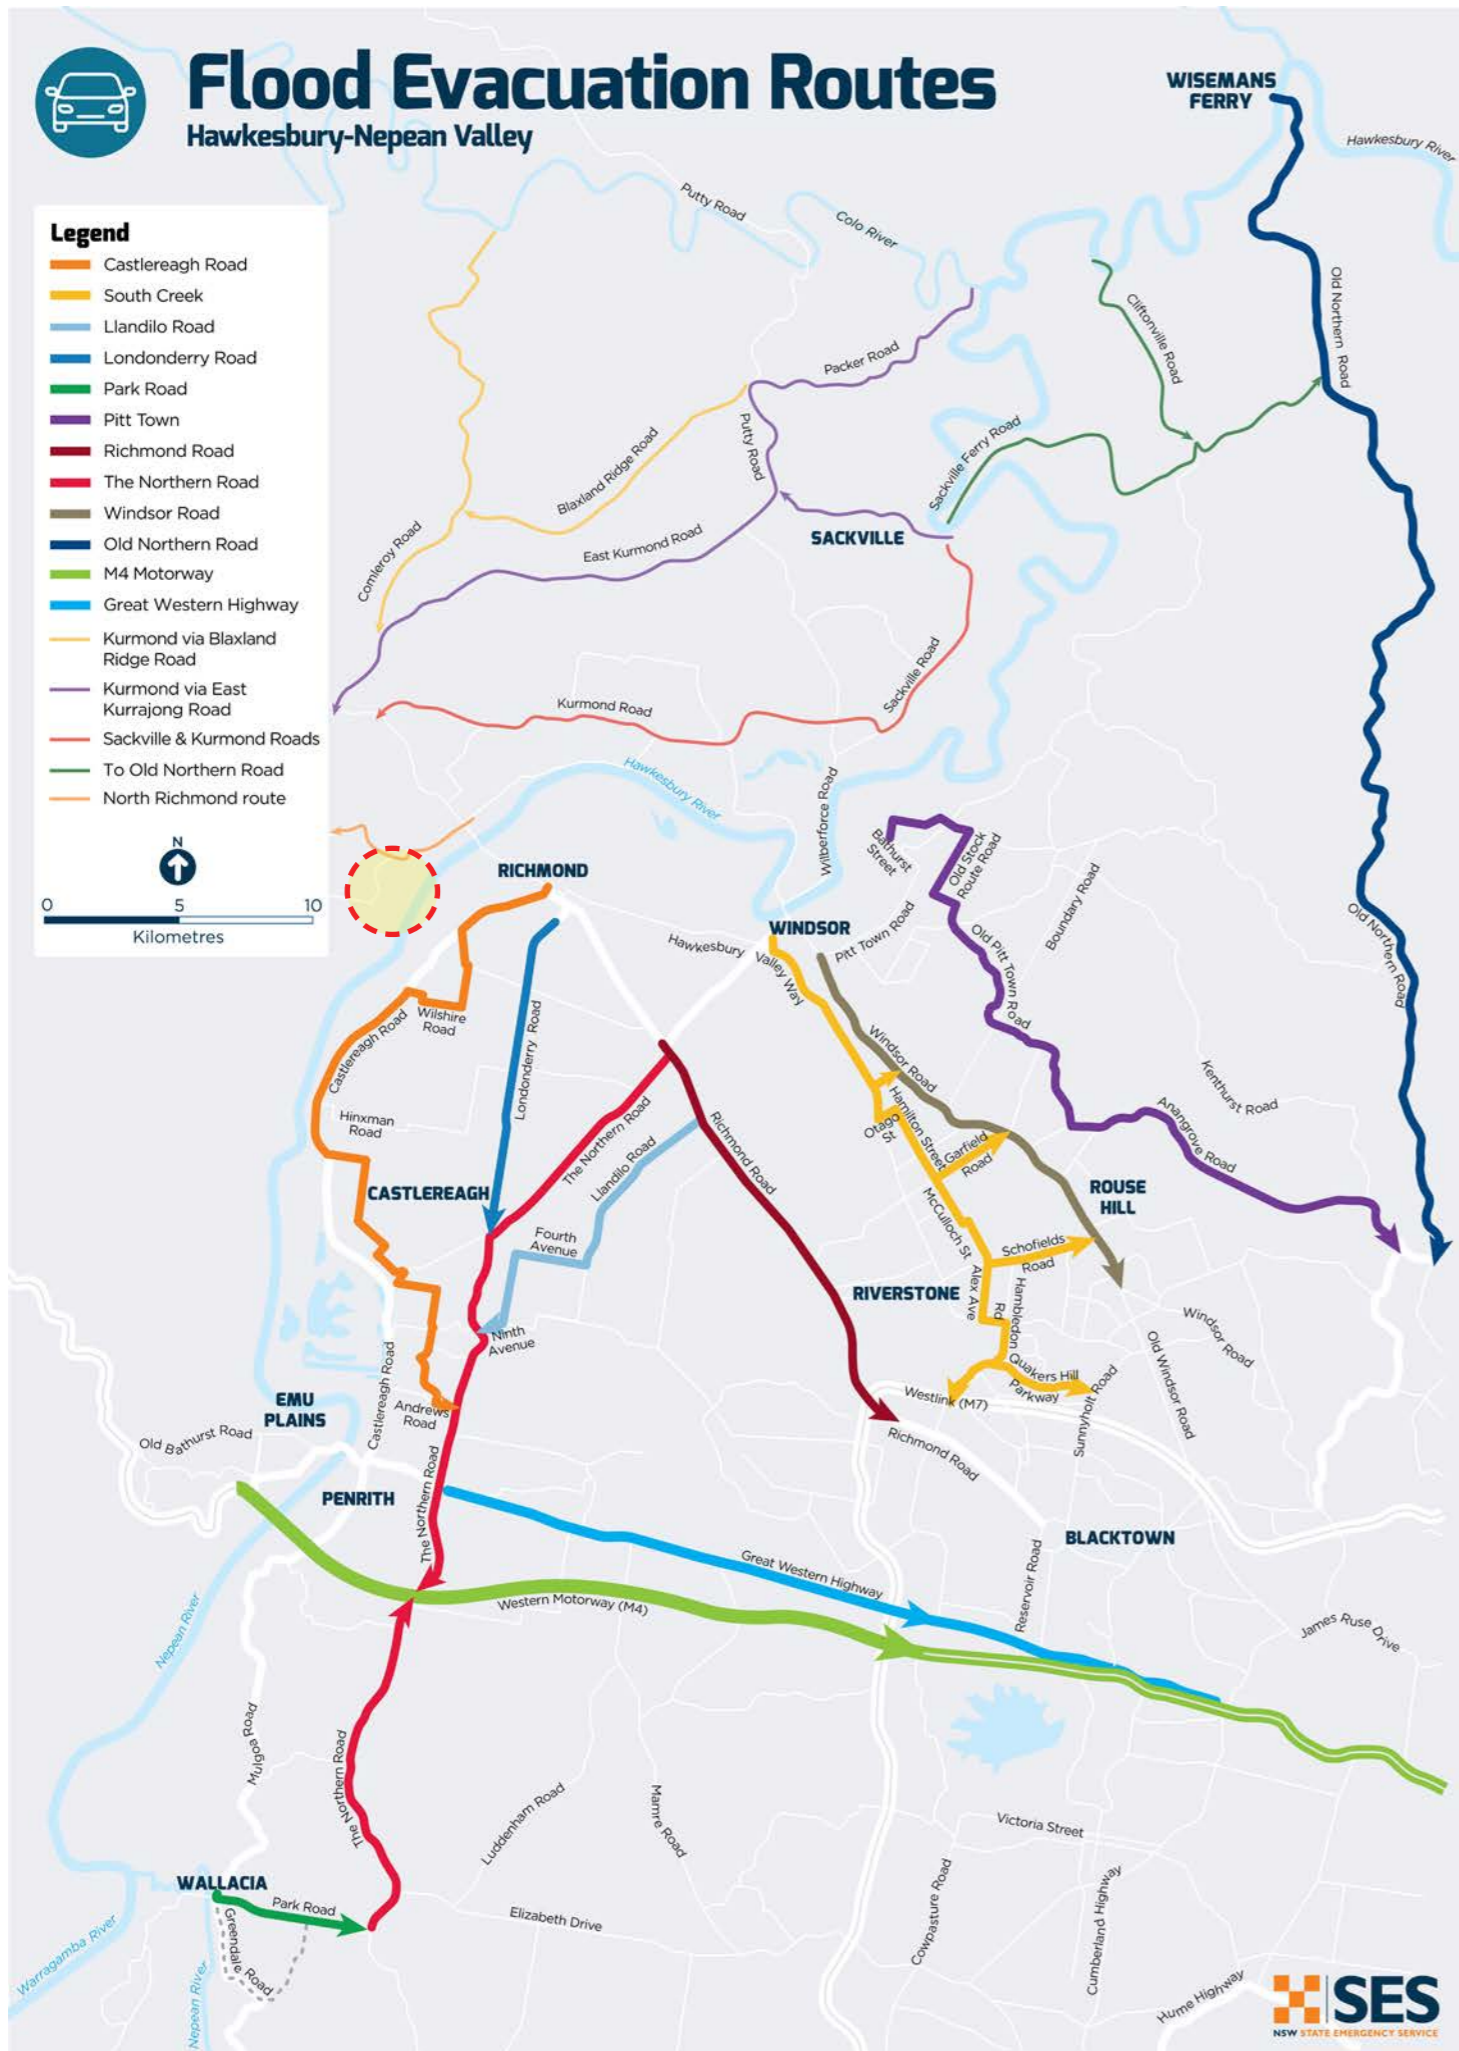 Flood Evacuation Routes
Hawkesbury-Nepean Valley
WISEMANS
FERRY
Hawkesbury River
Putty Road
Colo River
Legend
Castlereagh Road
South Creek
Llandilo Road
Londonderry Road
Park Road
Pitt Town
Richmond Road
The Northern Road
Windsor Road
Old Northern Road
M4 Motorway
Great Western Highway
Kurmond via Blaxland
Ridge Road
Kurmond via East
Kurrajong Road
Sackville & Kurmond Roads
To Old Northern Road
North Richmond route
N
0 5 10
Kilometres
Old Northern Road
Cliftonville Road
Packer Road
Putty Road
Blaxland Ridge Road
Sackville Ferry Road
SACKVILLE
East Kurmond Road
Comleroy Road
Sackville Road
Kurmond Road
Hawkesbury River
Wilberforce Road
Bathurst
Street
Old Stock
Route Road
RICHMOND
Boundary Road
WINDSOR
Pitt Town Road
Old Northern Road
Hawkesbury Valley Way
Old Pitt Town Road
Wilshire
Road
Castlereagh Road
Londonderry Road
Windsor Road
Kenthurst Road
Hinxman
Road
The Northern Road
Richmond Road
Hamilton Street
Otago
St
Garfield
Road
Anangrove Road
Llandilo Road
CASTLEREAGH
ROUSE
HILL
McCulloch St
Fourth
Avenue
Schofields
Road
RIVERSTONE
Alex Ave
Hambledon
Rd
Windsor Road
Ninth
Avenue
Old Windsor Road
Castlereagh Road
Quakers Hill
Parkway
Sunnyholt Road
Westlink (M7)
EMU
PLAINS
Andrews
Road
Old Bathurst Road
Richmond Road
The Northern Road
PENRITH
BLACKTOWN
Great Western Highway
Reservoir Road
Western Motorway (M4)
Nepean River
James Ruse Drive
Mulgoa Road
The Northern Road
Luddenham Road
Mamre Road
Victoria Street
WALLACIA
Park Road
Greendale Road
Elizabeth Drive
Cowpasture Road
Cumberland Highway
Warragamba River
Nepean River
Hume Highway
SES
NSW STATE EMERGENCY SERVICE